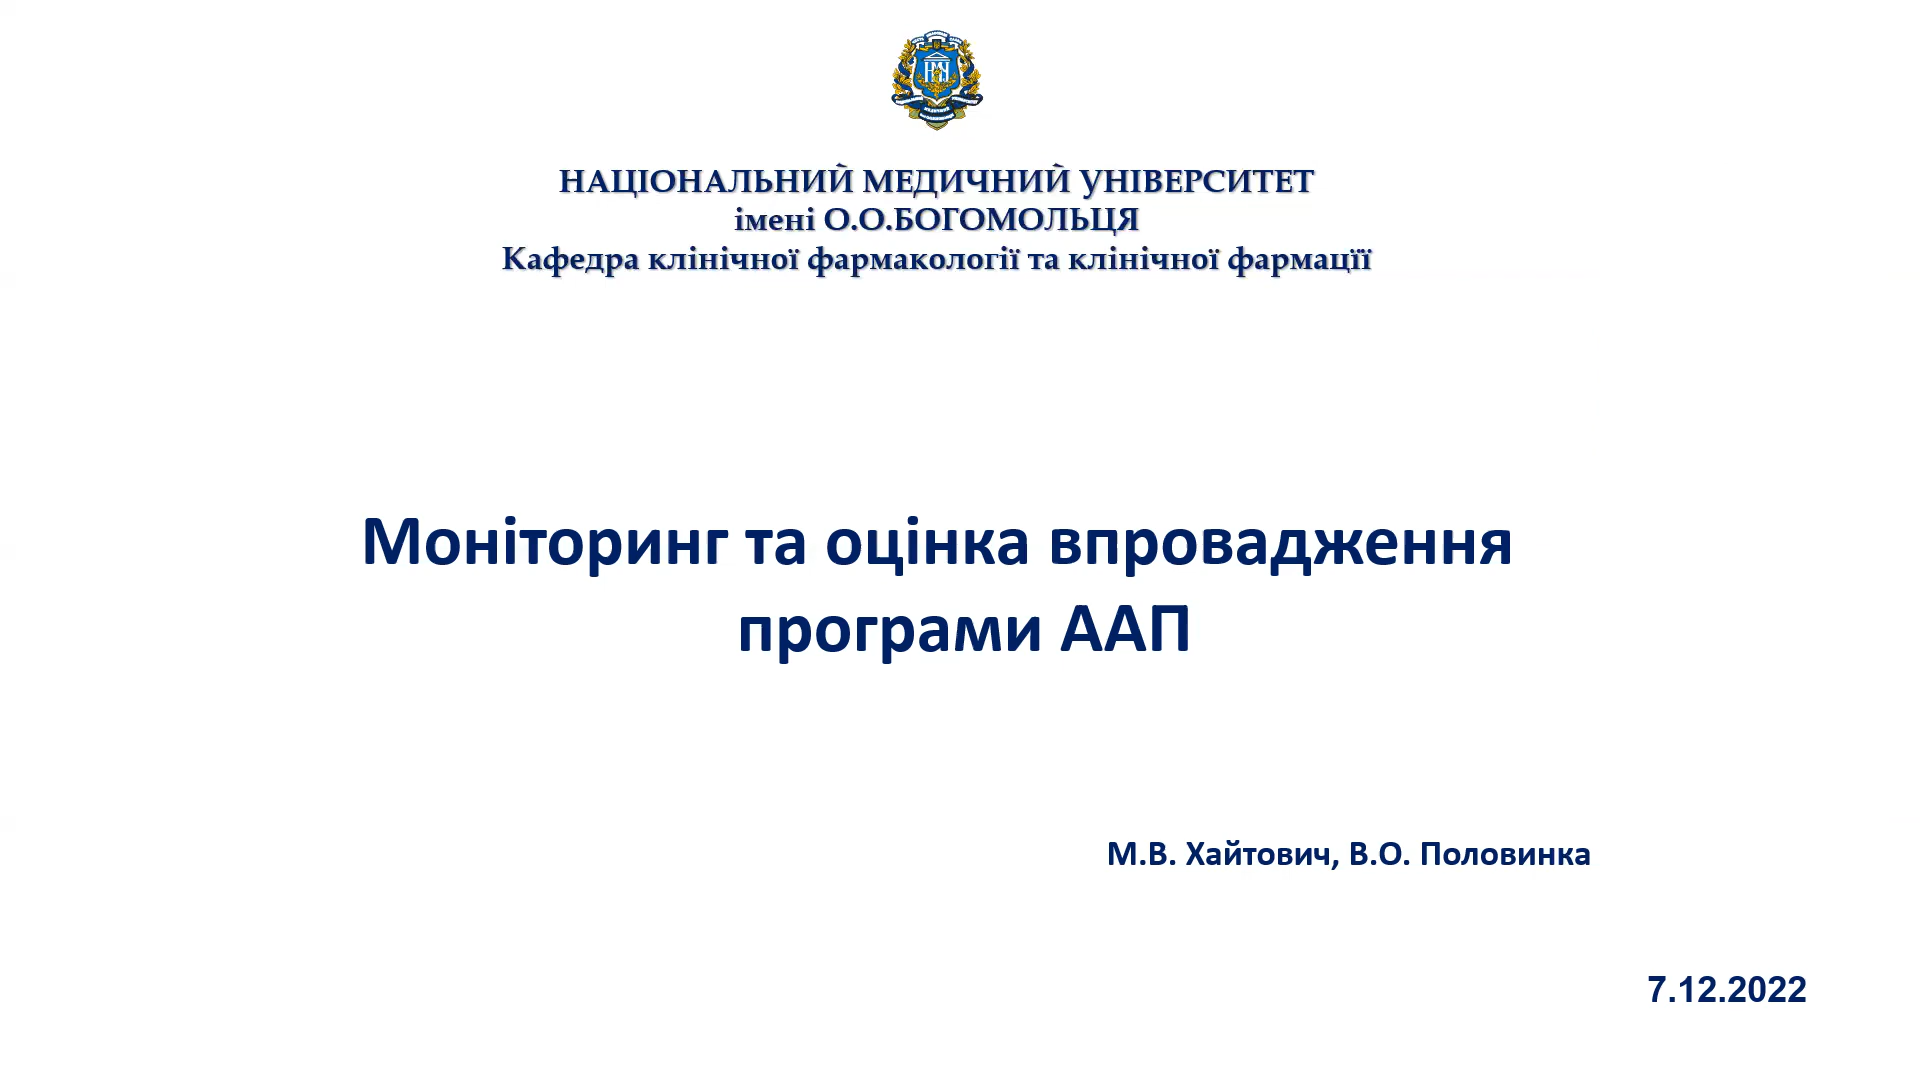 НАЦІОНАЛЬНИЙ МЕДИЧНИЙ УНІВЕРСИТЕТ
імені О.О.БОГОМОЛЬЦЯ
Кафедра клінічної фармакології та клінічної фармації
Моніторинг та оцінка впровадження
програми ААП
М.В. Хайтович, В.О. Половинка
7.12.2022